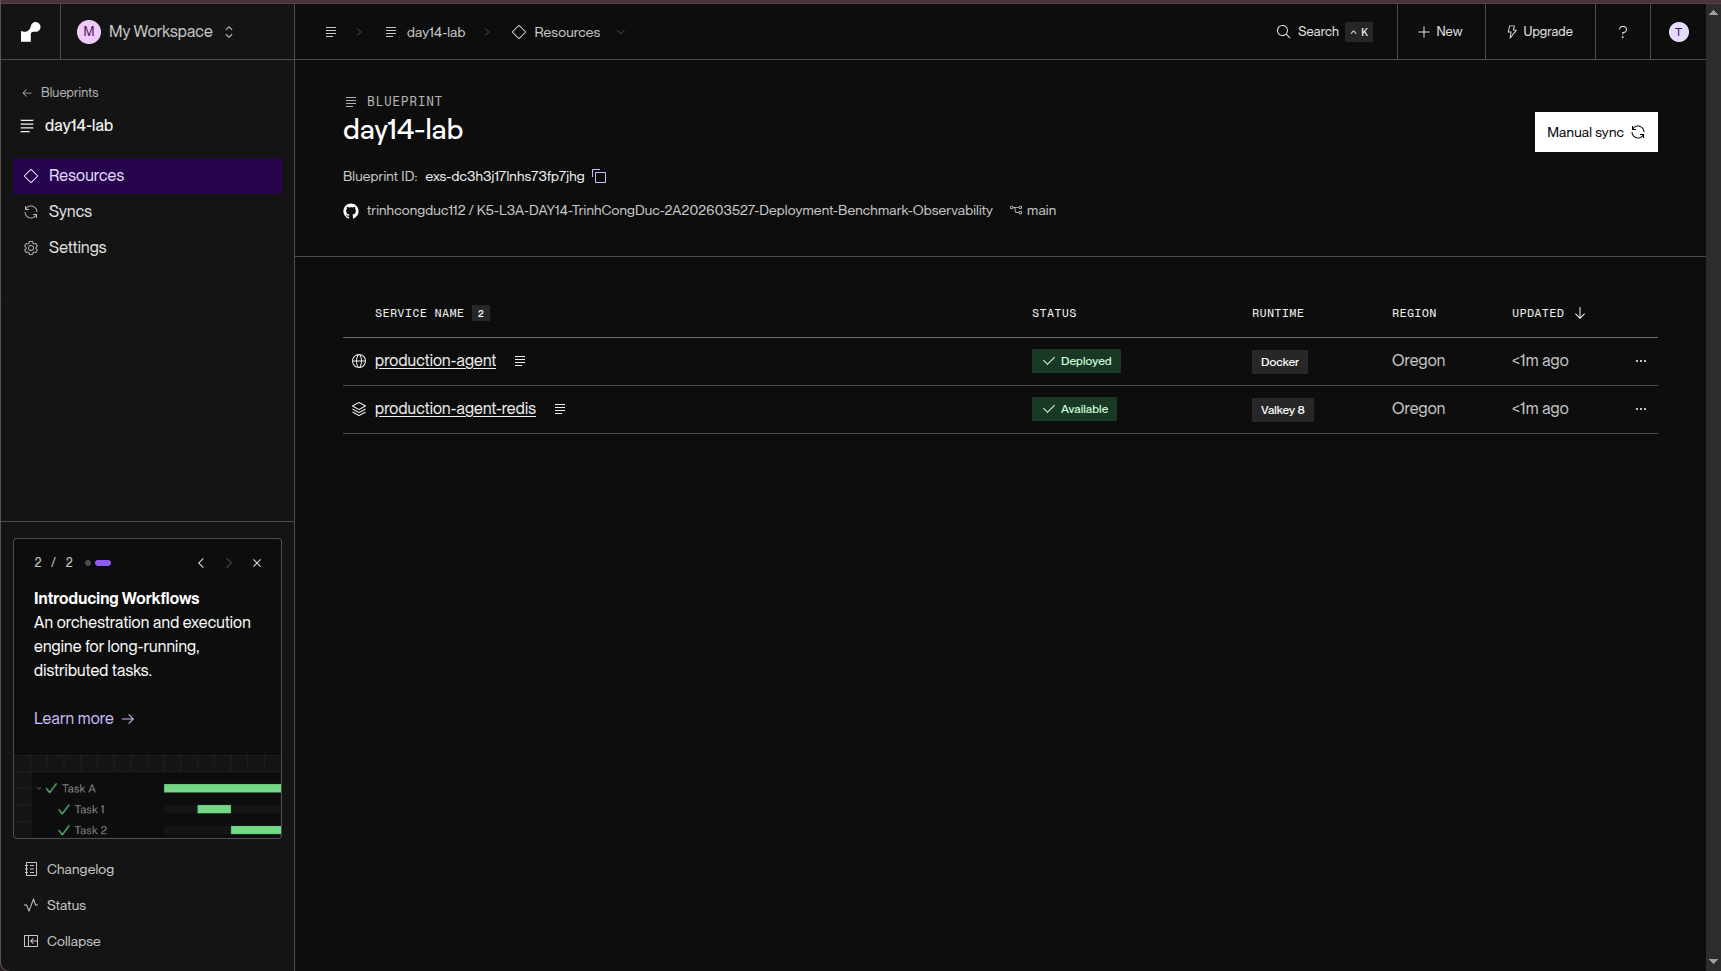 M My Workspace
day14-lab Resources
Search ^ K
+ New
Upgrade
?
T
← Blueprints
day14-lab
Resources
Syncs
Settings
BLUEPRINT
day14-lab
Manual sync
Blueprint ID: exs-dc3h3j17lnhs73fp7jhg
trinhcongduc112 / K5-L3A-DAY14-TrinhCongDuc-2A202603527-Deployment-Benchmark-Observability main
SERVICE NAME 2 STATUS RUNTIME REGION UPDATED ↓
production-agent Deployed Docker Oregon <1m ago ...
production-agent-redis Available Valkey 8 Oregon <1m ago ...
2 / 2
Introducing Workflows
An orchestration and execution
engine for long-running,
distributed tasks.
Learn more →
Task A
Task 1
Task 2
Changelog
Status
Collapse